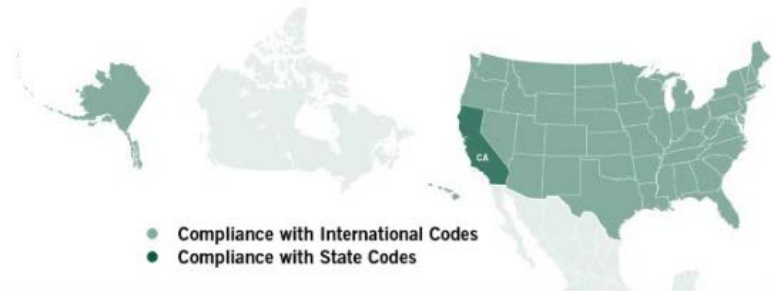 CA
Compliance with International Codes
Compliance with State Codes